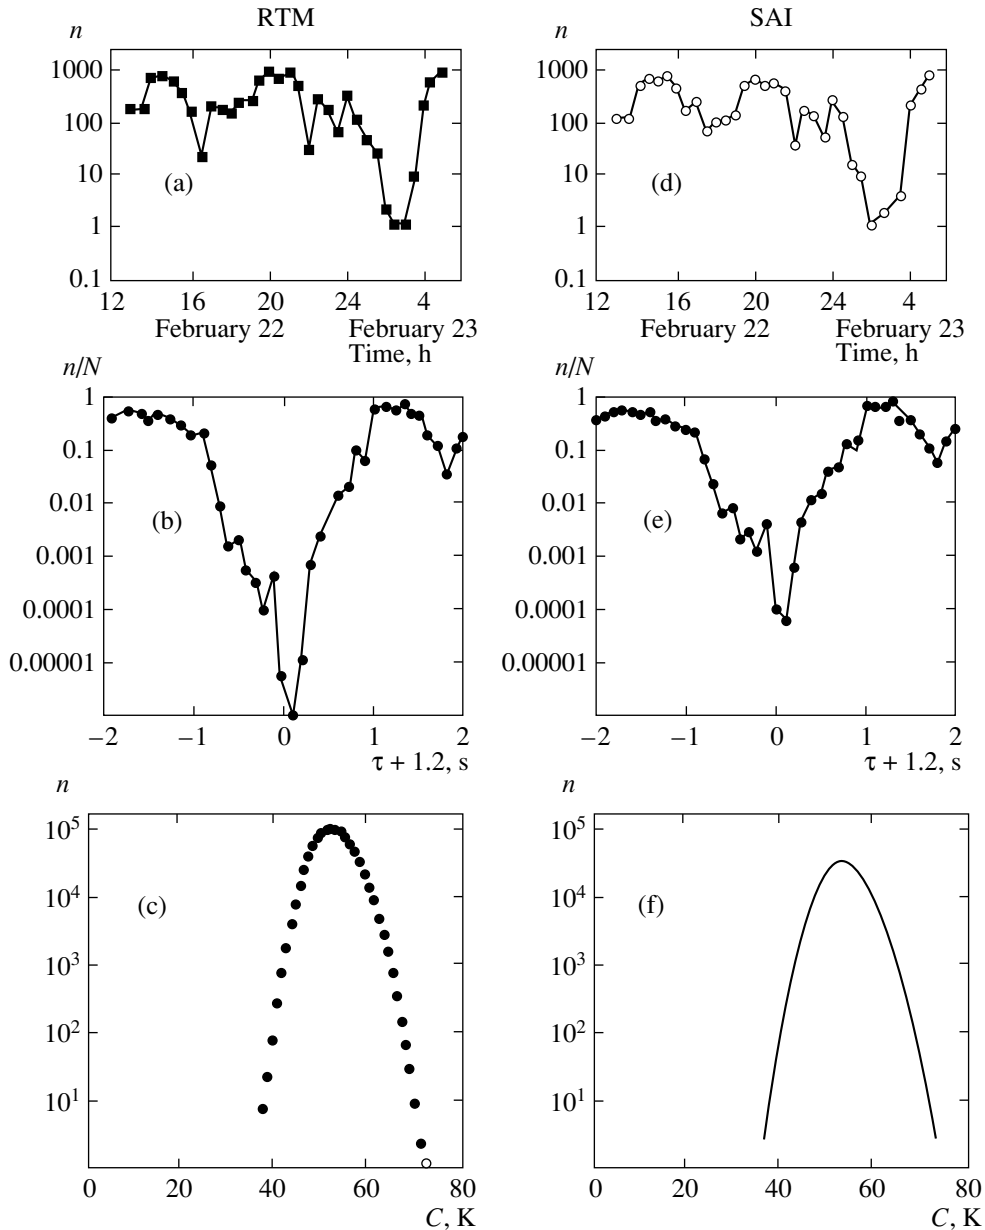 RTM
SAI
n
1000
100
10
1
0.1
(a)
12 16 20 24 4
February 22 February 23
Time, h
n
1000
100
10
1
0.1
(d)
12 16 20 24 4
February 22 February 23
Time, h
n/N
1
0.1
0.01
0.001
0.0001
0.00001
(b)
−2 −1 0 1 2
τ + 1.2, s
n/N
1
0.1
0.01
0.001
0.0001
0.00001
(e)
−2 −1 0 1 2
τ + 1.2, s
n
10⁵
10⁴
10³
10²
10¹
(c)
0 20 40 60 80
C, K
n
10⁵
10⁴
10³
10²
10¹
(f)
0 20 40 60 80
C, K